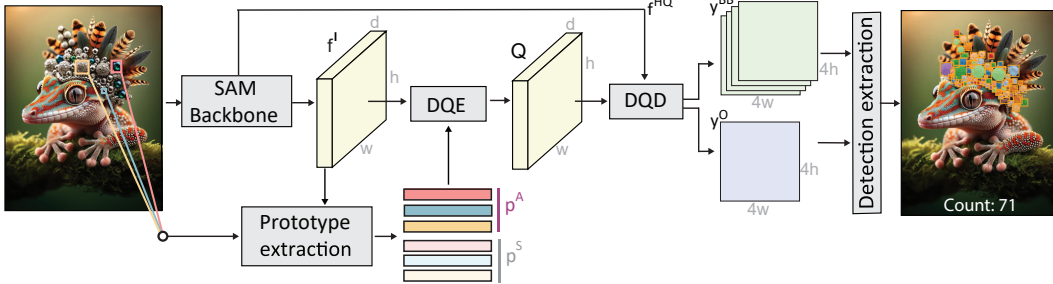 f^HQ
y^BB
d
d
f^I
Q
h
h
4h
SAM
Backbone
DQE
DQD
4w
y^O
w
w
4h
p^A
Prototype
extraction
4w
p^S
Detection extraction
Count: 71